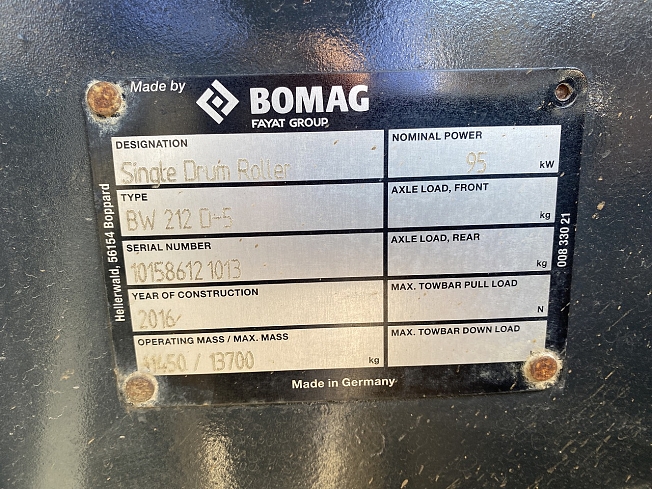 Made by BOMAG
FAYAT GROUP
DESIGNATION
Single Drum Roller
TYPE
BW 212 D-5
SERIAL NUMBER
101586121013
YEAR OF CONSTRUCTION
2016
OPERATING MASS / MAX. MASS
11450 / 13700 kg
NOMINAL POWER
95 kW
AXLE LOAD, FRONT
kg
AXLE LOAD, REAR
kg
MAX. TOWBAR PULL LOAD
N
MAX. TOWBAR DOWN LOAD
Made in Germany
Hellerwald, 56154 Boppard
008 330 21